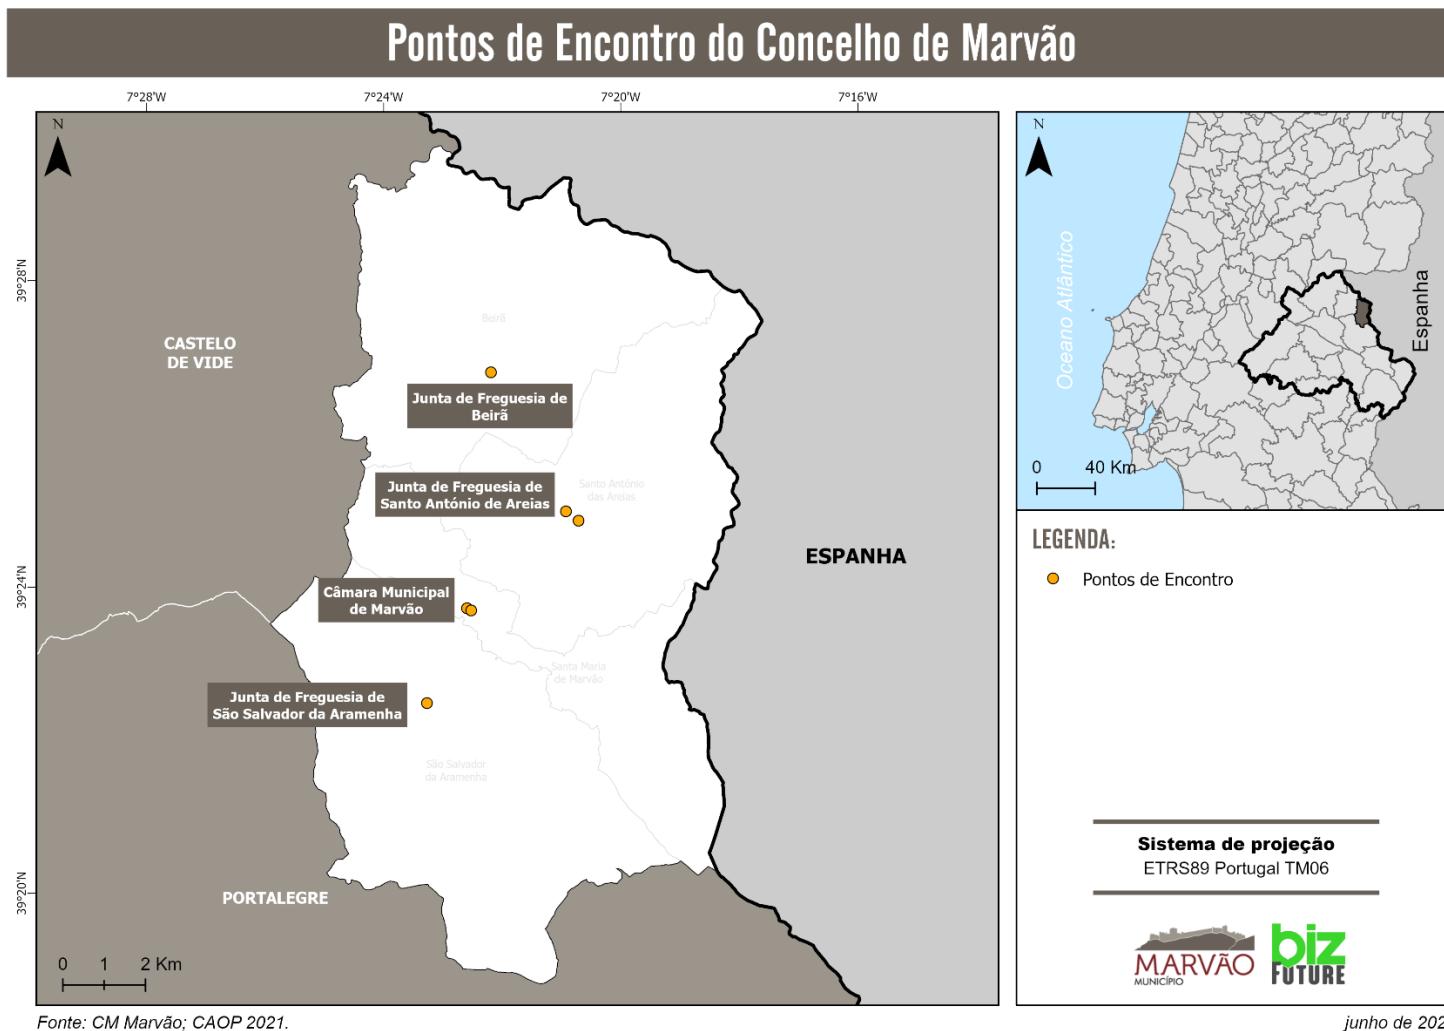 Pontos de Encontro do Concelho de Marvão
7°28'W
7°24'W
7°20'W
7°16'W
N
39°28'N
39°24'N
39°20'N
CASTELO
DE VIDE
Beirã
Junta de Freguesia de
Beirã
Junta de Freguesia de
Santo António de Areias
Santo António
das Areias
ESPANHA
Câmara Municipal
de Marvão
Santa Maria
de Marvão
Junta de Freguesia de
São Salvador da Aramenha
São Salvador
da Aramenha
PORTALEGRE
0 1 2 Km
N
Oceano Atlântico
Espanha
0 40 Km
LEGENDA:
Pontos de Encontro
Sistema de projeção
ETRS89 Portugal TM06
MARVÃO
MUNICÍPIO
biz
FUTURE
Fonte: CM Marvão; CAOP 2021.
junho de 202